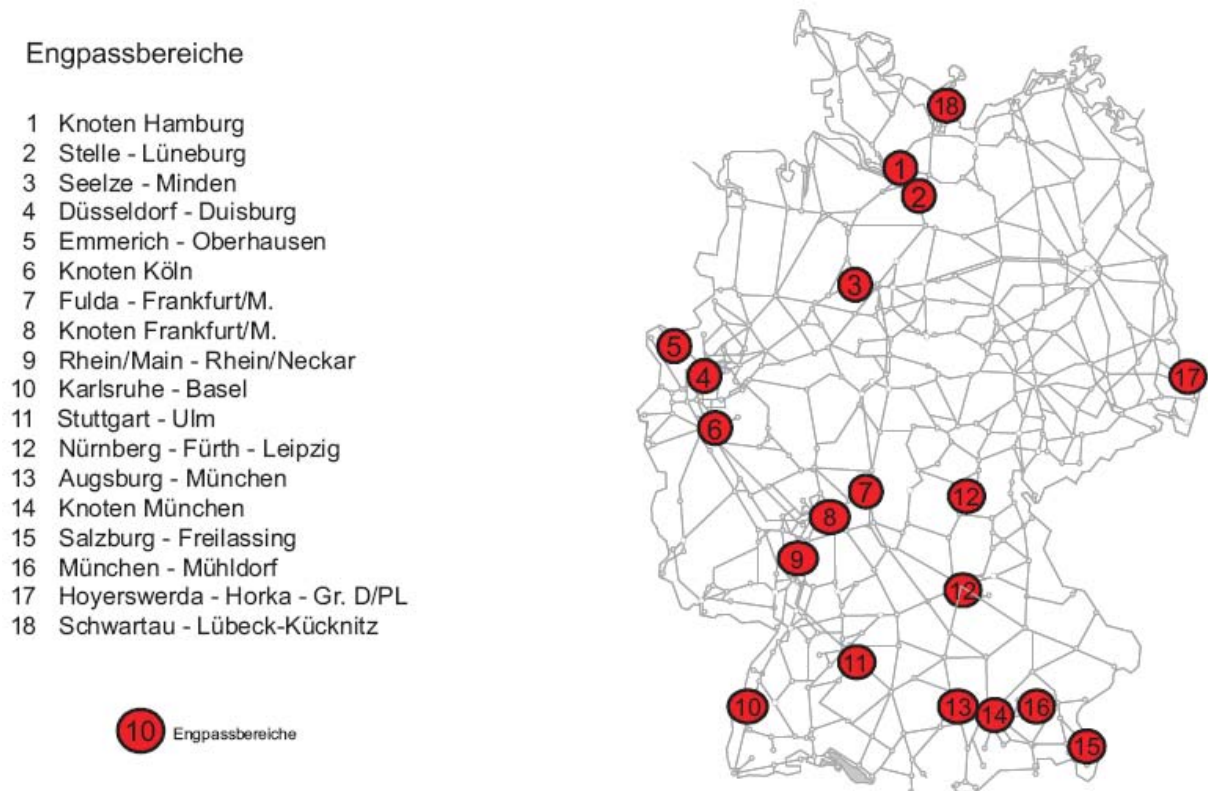 Engpassbereiche
1 Knoten Hamburg
2 Stelle - Lüneburg
3 Seelze - Minden
4 Düsseldorf - Duisburg
5 Emmerich - Oberhausen
6 Knoten Köln
7 Fulda - Frankfurt/M.
8 Knoten Frankfurt/M.
9 Rhein/Main - Rhein/Neckar
10 Karlsruhe - Basel
11 Stuttgart - Ulm
12 Nürnberg - Fürth - Leipzig
13 Augsburg - München
14 Knoten München
15 Salzburg - Freilassing
16 München - Mühldorf
17 Hoyerswerda - Horka - Gr. D/PL
18 Schwartau - Lübeck-Kücknitz
10 Engpassbereiche
18
1
2
3
5
4
17
6
7
12
8
9
12
11
10
13
14
16
15